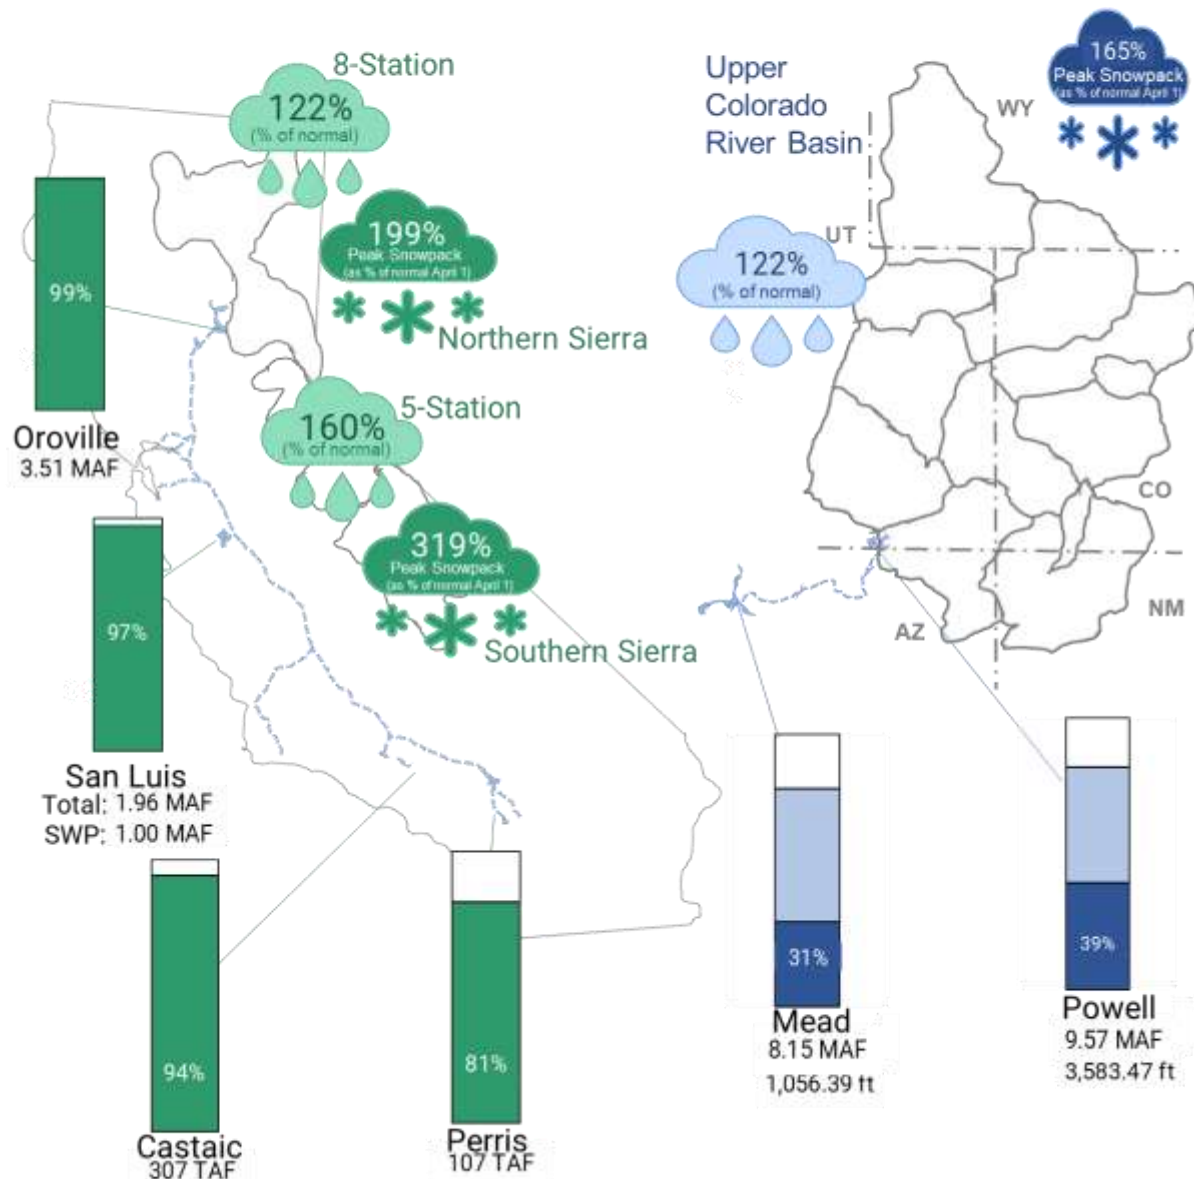 8-Station
122%
(% of normal)
199%
Peak Snowpack
(as % of normal April 1)
Northern Sierra
99%
Oroville
3.51 MAF
5-Station
160%
(% of normal)
319%
Peak Snowpack
(as % of normal April 1)
Southern Sierra
97%
San Luis
Total: 1.96 MAF
SWP: 1.00 MAF
94%
Castaic
307 TAF
81%
Perris
107 TAF
Upper
Colorado
River Basin
165%
Peak Snowpack
(as % of normal April 1)
WY
UT
122%
(% of normal)
CO
NM
AZ
31%
Mead
8.15 MAF
1,056.39 ft
39%
Powell
9.57 MAF
3,583.47 ft